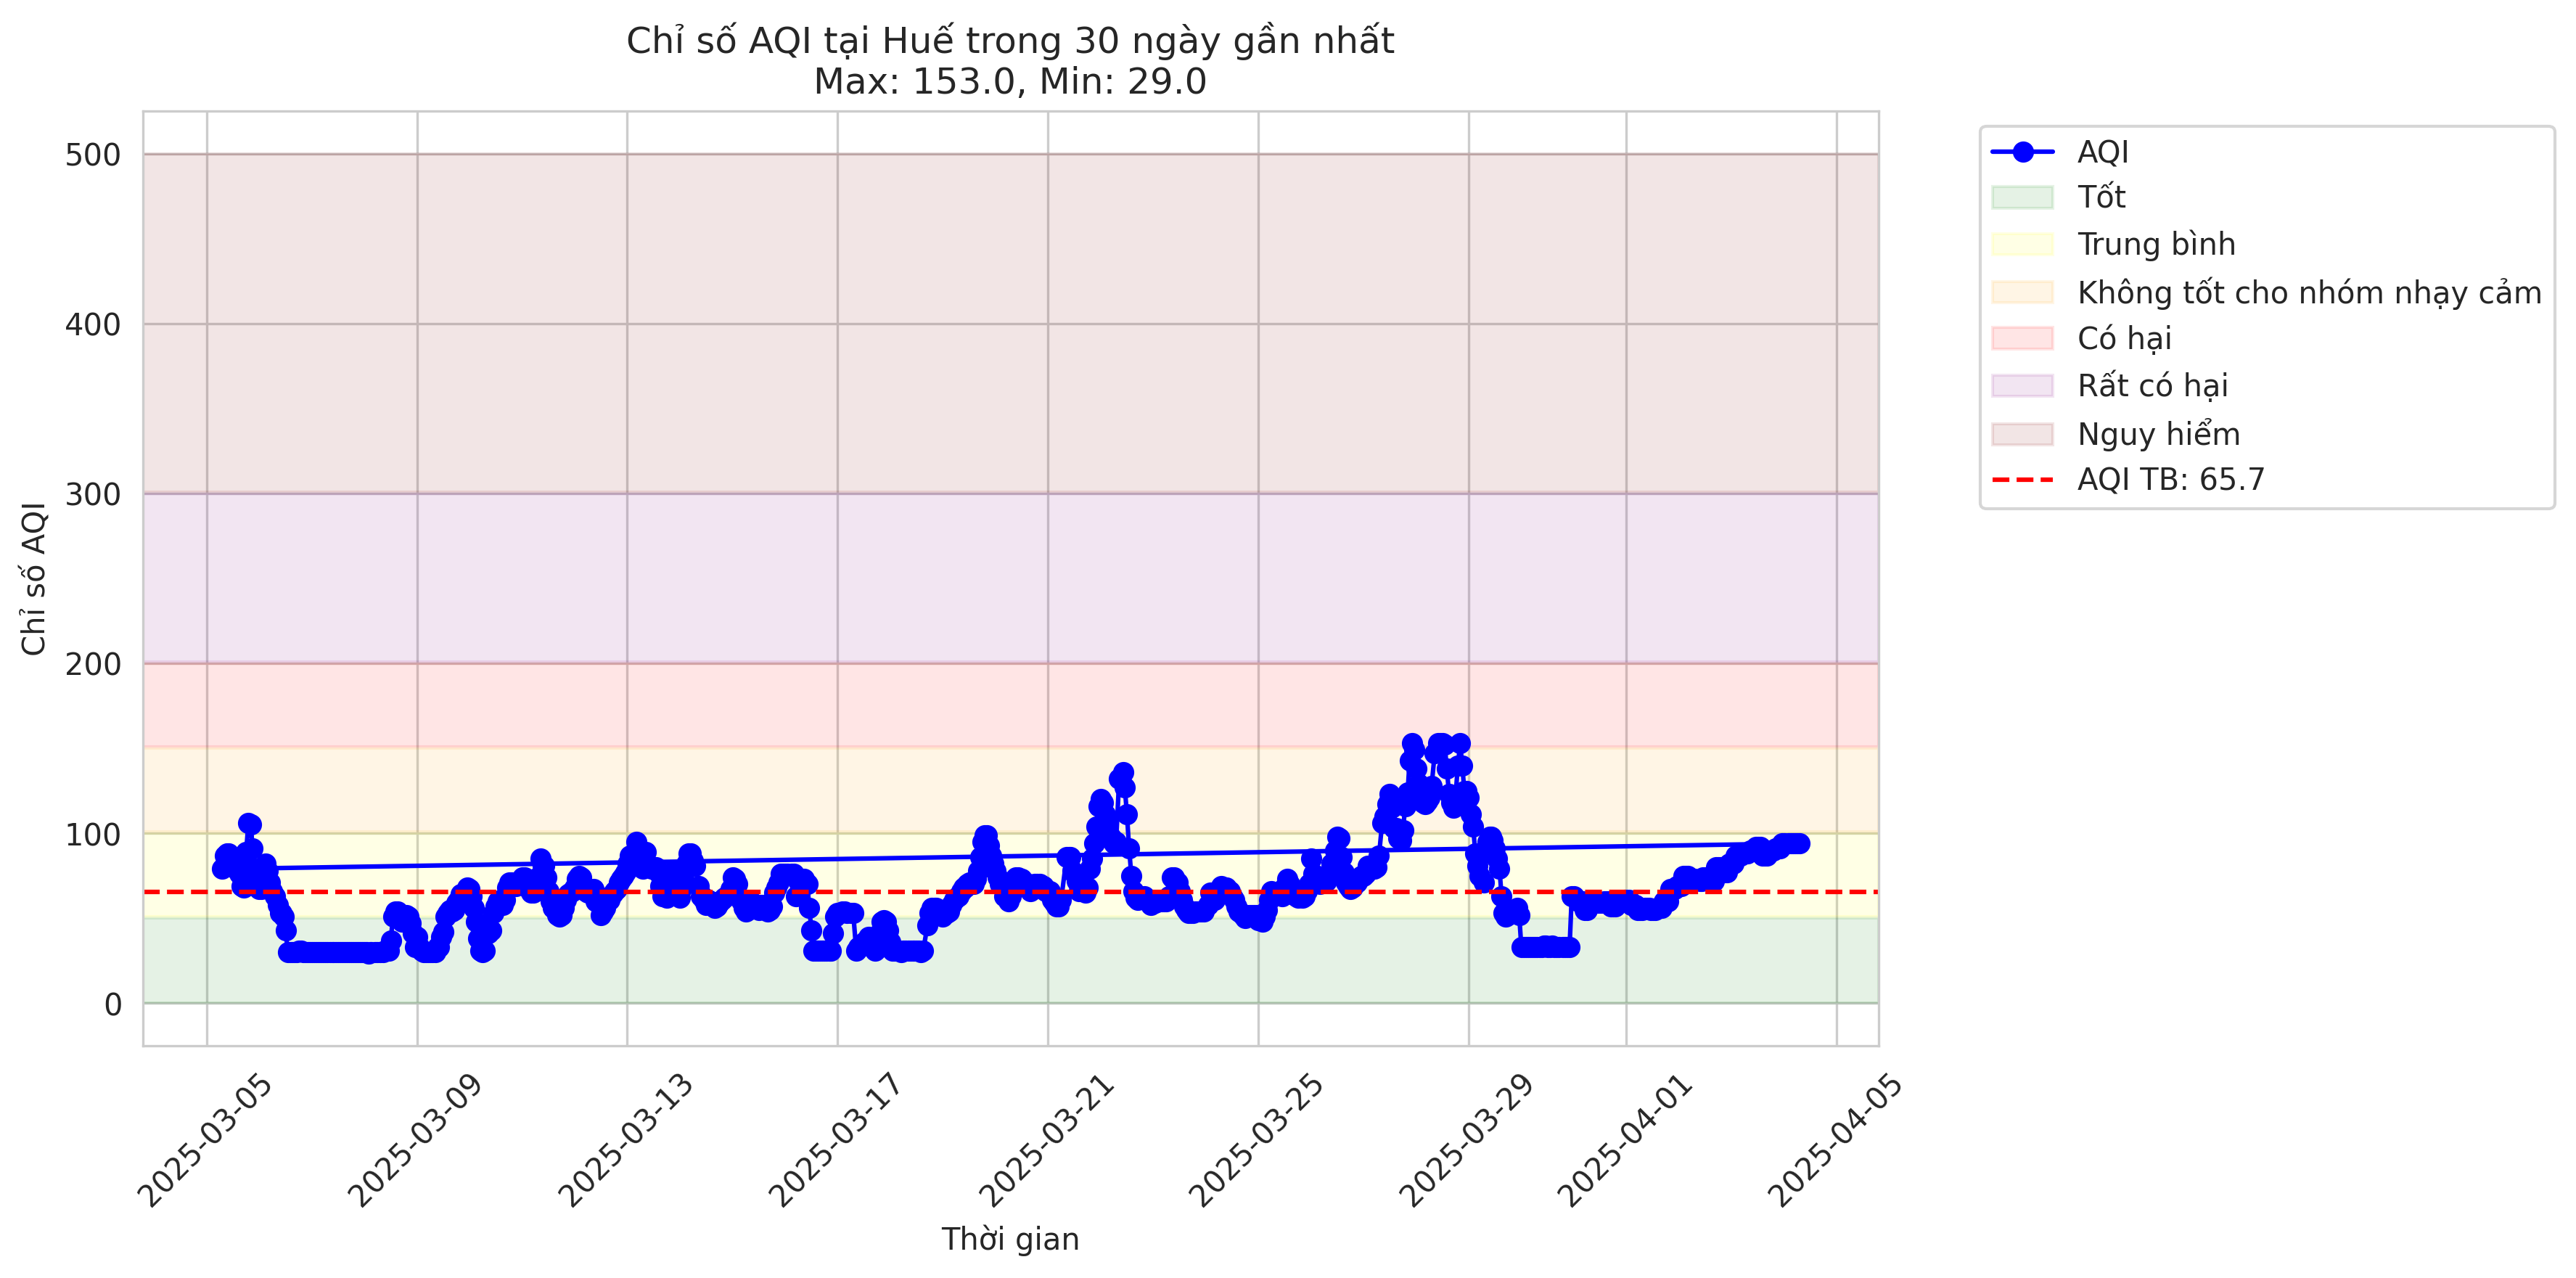 Chỉ số AQI tại Huế trong 30 ngày gần nhất
Max: 153.0, Min: 29.0
Chỉ số AQI
500
400
300
200
100
0
2025-03-05
2025-03-09
2025-03-13
2025-03-17
2025-03-21
2025-03-25
2025-03-29
2025-04-01
2025-04-05
Thời gian
AQI
Tốt
Trung bình
Không tốt cho nhóm nhạy cảm
Có hại
Rất có hại
Nguy hiểm
AQI TB: 65.7